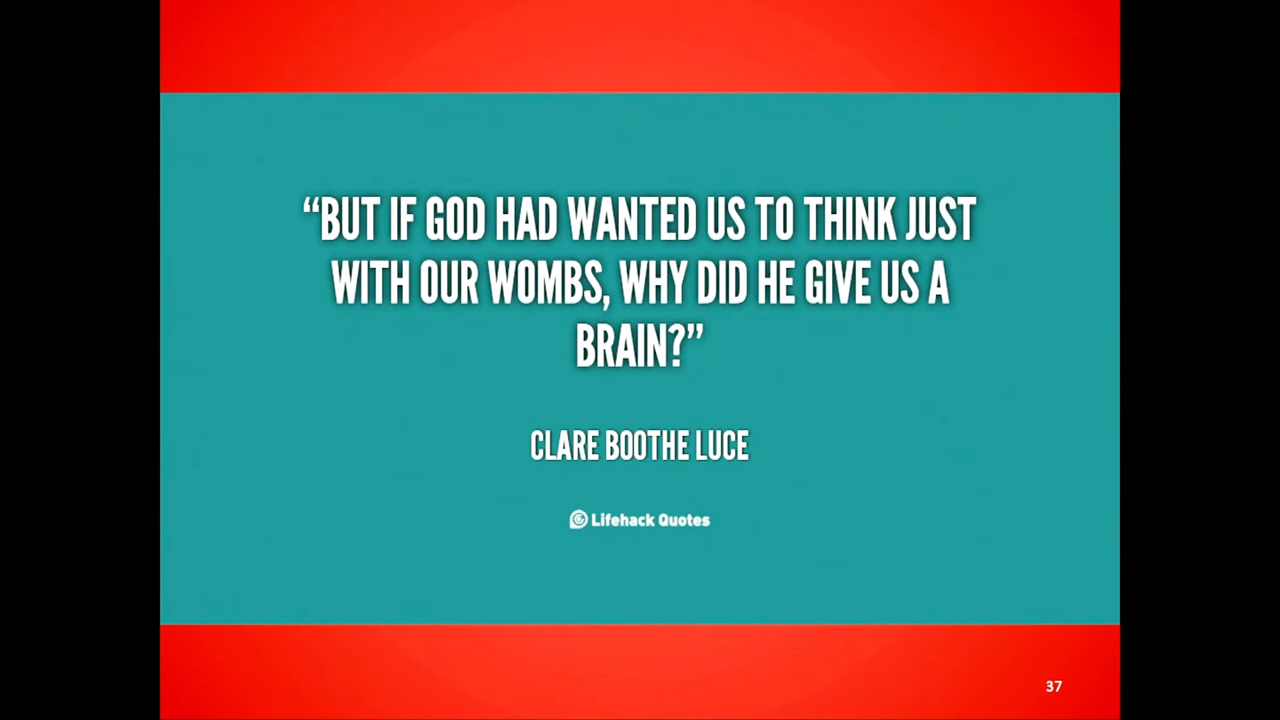 “BUT IF GOD HAD WANTED US TO THINK JUST
WITH OUR WOMBS, WHY DID HE GIVE US A
BRAIN?”
CLARE BOOTHE LUCE
Lifehack Quotes
37